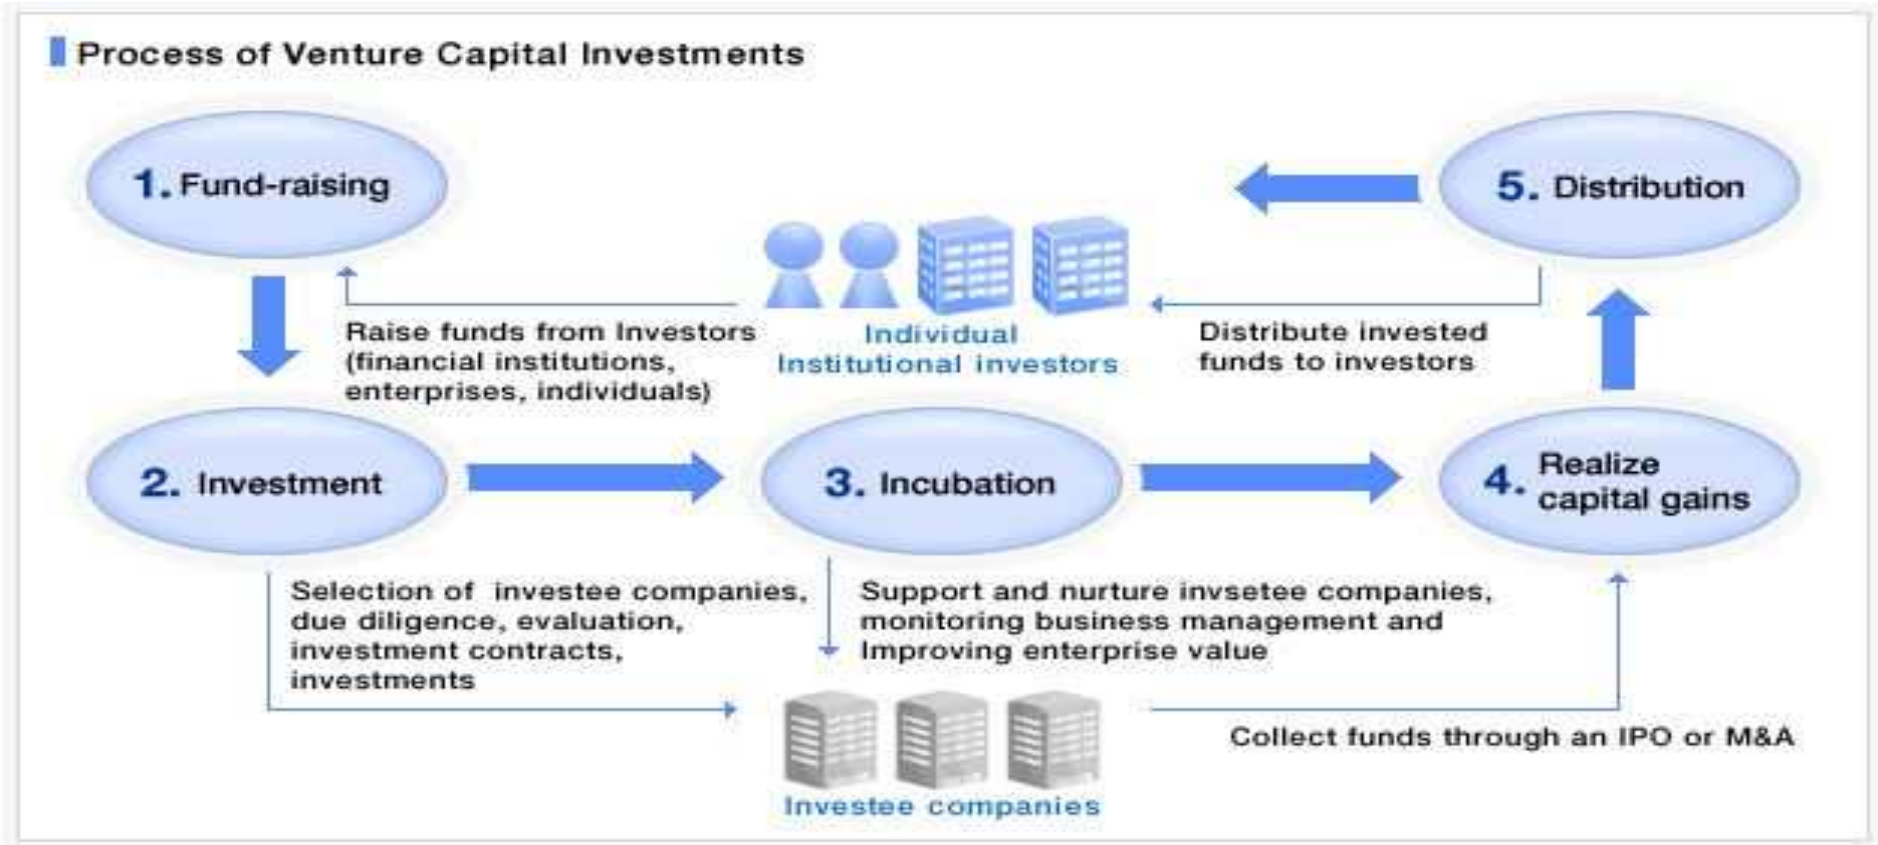 Process of Venture Capital Investments
1. Fund-raising
5. Distribution
Raise funds from Investors
(financial institutions,
enterprises, individuals)
Individual
Institutional investors
Distribute invested
funds to investors
2. Investment
3. Incubation
4. Realize
capital gains
Selection of investee companies,
due diligence, evaluation,
investment contracts,
investments
Support and nurture invsetee companies,
monitoring business management and
Improving enterprise value
Collect funds through an IPO or M&A
Investee companies